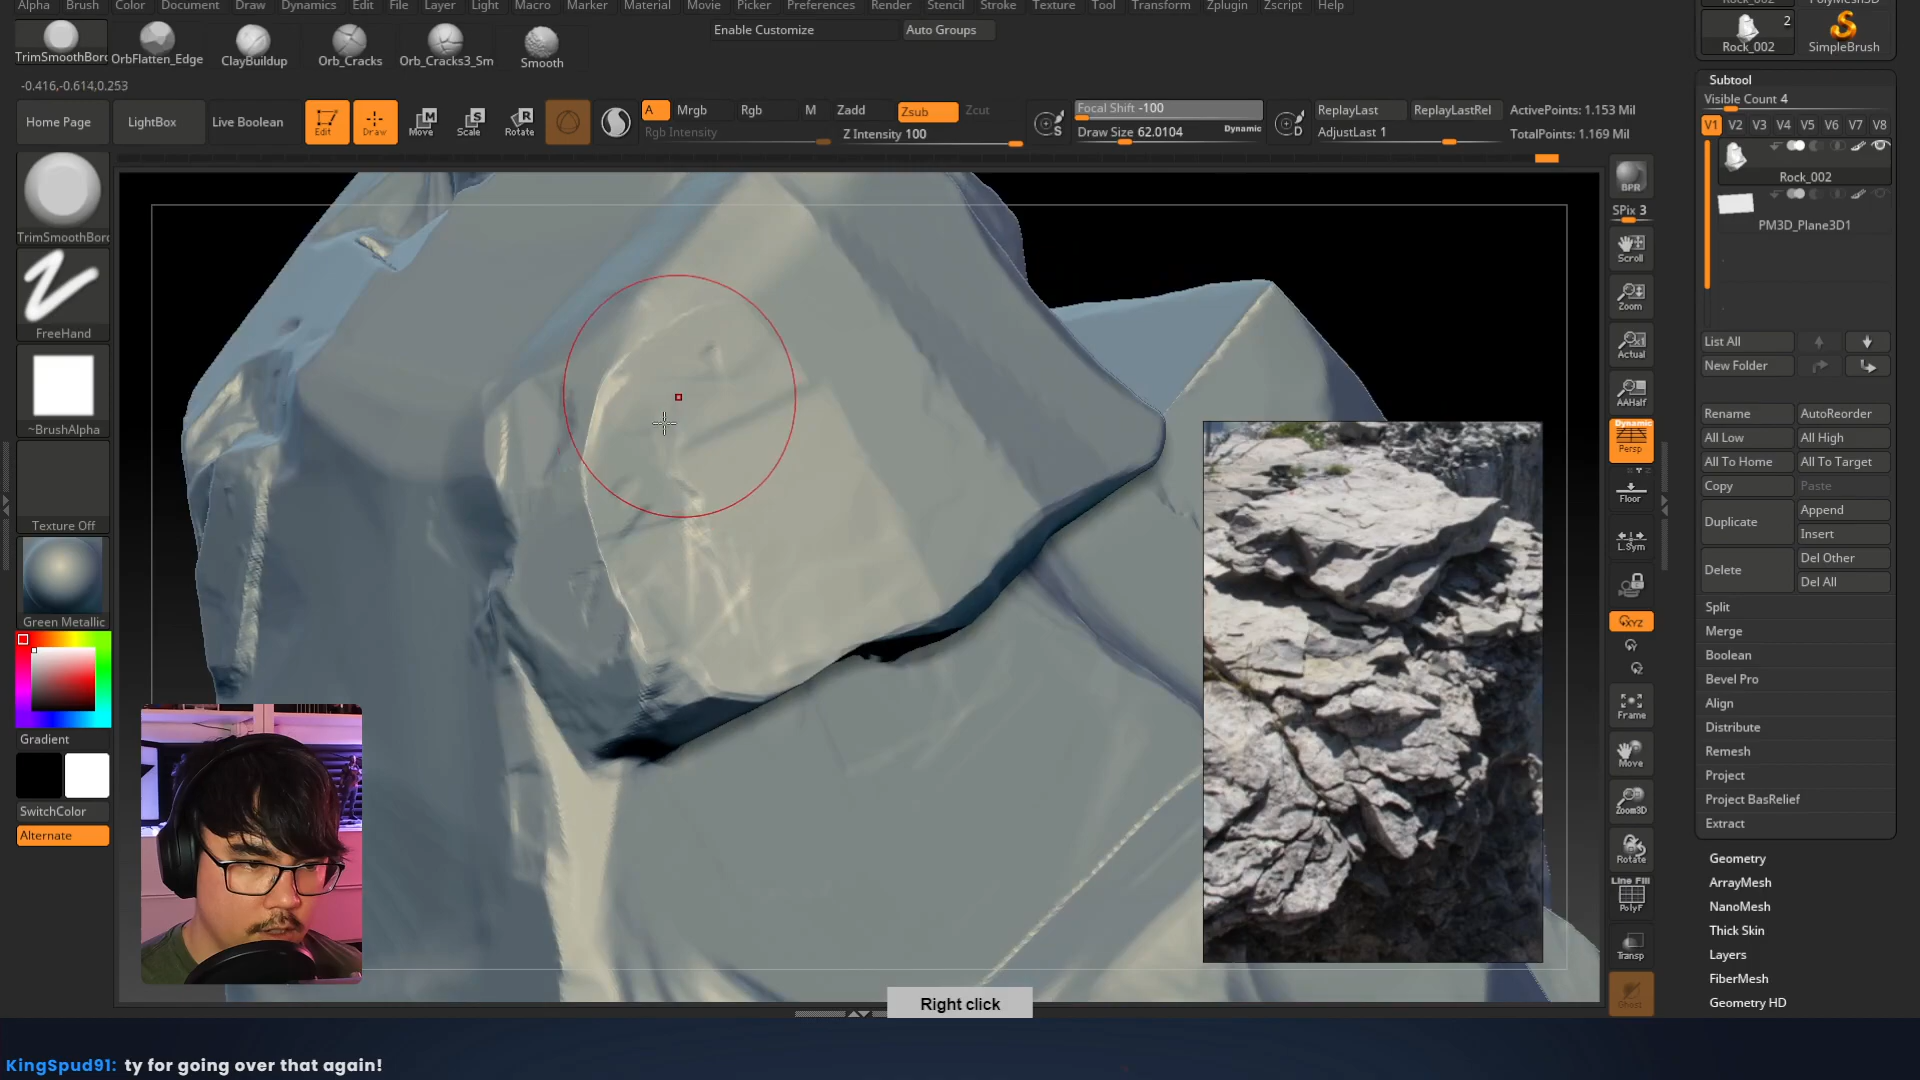 Alpha Brush Color Document Draw Dynamics Edit File Layer Light Macro Marker Material Movie Picker Preferences Render Stencil Stroke Texture Tool Transform Zplugin Zscript Help
Enable Customize Auto Groups
TrimSmoothBord OrbFlatten_Edge ClayBuildup Orb_Cracks Orb_Cracks3_Sm Smooth
-0.416,-0.614,0.253
Home Page LightBox Live Boolean Edit Draw Move Scale Rotate
A Mrgb Rgb M Zadd Zsub Zcut
Rgb Intensity Z Intensity 100
Focal Shift -100
Draw Size 62.0104 Dynamic
S
D
ReplayLast ReplayLastRel ActivePoints: 1.153 Mil
AdjustLast 1 TotalPoints: 1.169 Mil
TrimSmoothBord
FreeHand
~BrushAlpha
Texture Off
Green Metallic
Gradient
SwitchColor
Alternate
BPR
SPix 3
Scroll
Zoom
Actual
AAHalf
Dynamic
Persp
Floor
L.Sym
XYZ
Frame
Move
Zoom3D
Rotate
Line Fill
PolyF
Transp
Ghost
Rock_002 PolyMesh3D
2
Rock_002 SimpleBrush
Subtool
Visible Count 4
V1 V2 V3 V4 V5 V6 V7 V8
Rock_002
PM3D_Plane3D1
List All
New Folder
Rename AutoReorder
All Low All High
All To Home All To Target
Copy Paste
Duplicate Append
Insert
Delete Del Other
Del All
Split
Merge
Boolean
Bevel Pro
Align
Distribute
Remesh
Project
Project BasRelief
Extract
Geometry
ArrayMesh
NanoMesh
Thick Skin
Layers
FiberMesh
Geometry HD
Right click
KingSpud91: ty for going over that again!